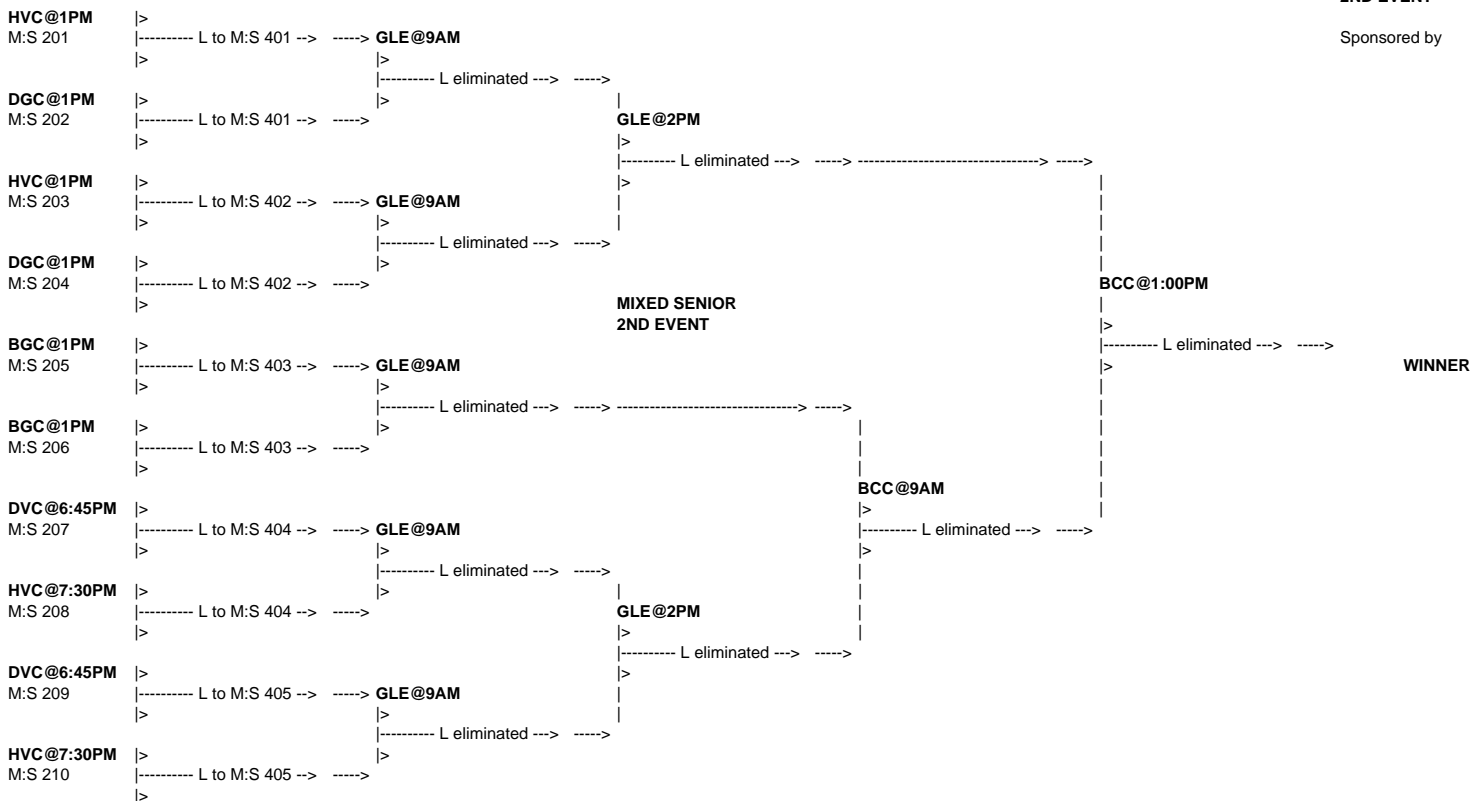 2ND EVENT
HVC@1PM |>
M:S 201 |---------- L to M:S 401 --> -----> GLE@9AM Sponsored by
|> |>
|---------- L eliminated ---> ----->
DGC@1PM |> |> |
M:S 202 |---------- L to M:S 401 --> -----> GLE@2PM
|> |>
|---------- L eliminated ---> -----> ---------------------------------> ----->
HVC@1PM |> |> |
M:S 203 |---------- L to M:S 402 --> -----> GLE@9AM | |
|> |> | |
|---------- L eliminated ---> -----> |
DGC@1PM |> |> |
M:S 204 |---------- L to M:S 402 --> -----> BCC@1:00PM
|> MIXED SENIOR |
2ND EVENT |>
BGC@1PM |> |---------- L eliminated ---> ----->
M:S 205 |---------- L to M:S 403 --> -----> GLE@9AM |> WINNER
|> |> |
|---------- L eliminated ---> -----> ---------------------------------> -----> |
BGC@1PM |> |> | |
M:S 206 |---------- L to M:S 403 --> -----> | |
|> | |
BCC@9AM |
DVC@6:45PM |> |> |
M:S 207 |---------- L to M:S 404 --> -----> GLE@9AM |---------- L eliminated ---> ----->
|> |> |>
|---------- L eliminated ---> -----> |
HVC@7:30PM |> |> | |
M:S 208 |---------- L to M:S 404 --> -----> GLE@2PM |
|> |> |
|---------- L eliminated ---> ----->
DVC@6:45PM |> |>
M:S 209 |---------- L to M:S 405 --> -----> GLE@9AM |
|> |> |
|---------- L eliminated ---> ----->
HVC@7:30PM |> |>
M:S 210 |---------- L to M:S 405 --> ----->
|>